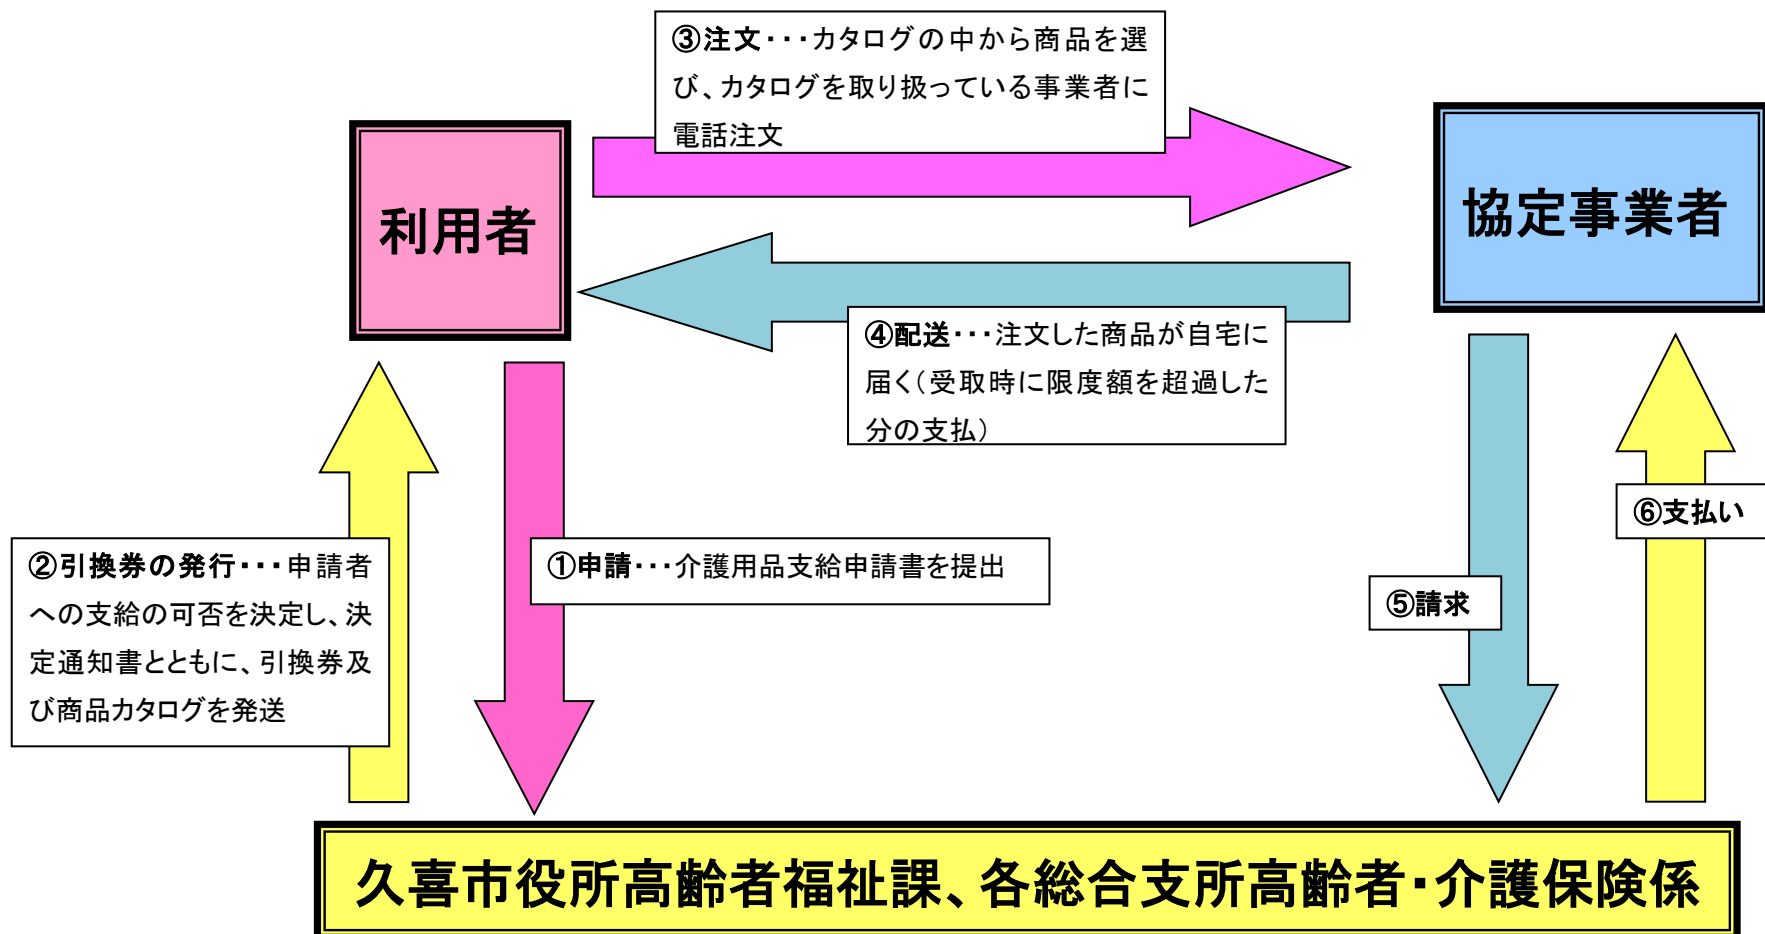 ③注文・・・カタログの中から商品を選
び、カタログを取り扱っている事業者に
電話注文
利用者
協定事業者
④配送・・・注文した商品が自宅に
届く（受取時に限度額を超過した
分の支払）
⑥支払い
②引換券の発行・・・申請者
への支給の可否を決定し、決
定通知書とともに、引換券及
び商品カタログを発送
①申請・・・介護用品支給申請書を提出
⑤請求
久喜市役所高齢者福祉課、各総合支所高齢者・介護保険係